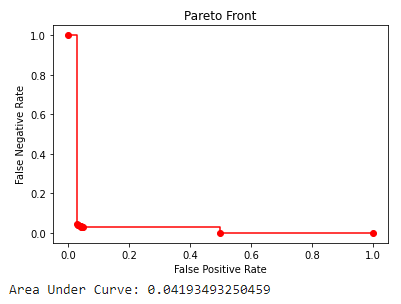 Pareto Front
1.0
0.8
0.6
0.4
0.2
0.0
False Negative Rate
0.0 0.2 0.4 0.6 0.8 1.0
False Positive Rate
Area Under Curve: 0.04193493250459